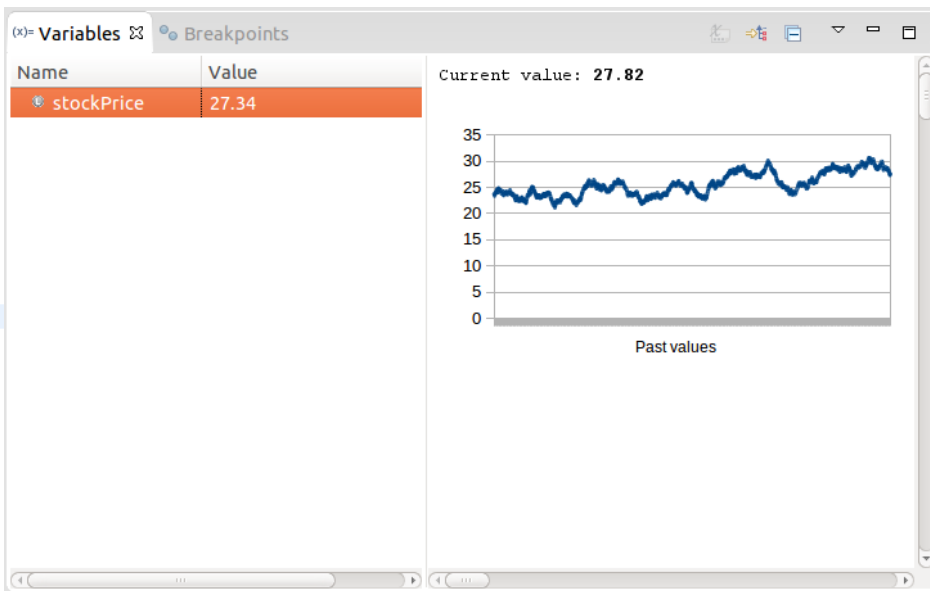 (x)= Variables Breakpoints
Name Value
stockPrice 27.34
Current value: 27.82
35
30
25
20
15
10
5
0
Past values